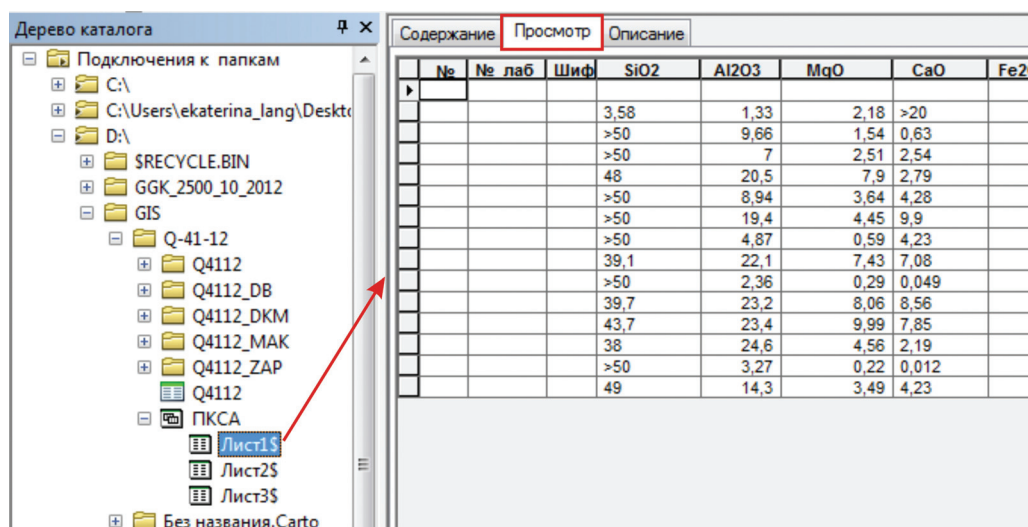 Дерево каталога
Подключения к папкам
C:\
C:\Users\ekaterina_lang\Deskto
D:\
$RECYCLE.BIN
GGK_2500_10_2012
GIS
Q-41-12
Q4112
Q4112_DB
Q4112_DKM
Q4112_MAK
Q4112_ZAP
Q4112
ПКСА
Лист1$
Лист2$
Лист3$
Без названия.Carto
Содержание Просмотр Описание
№ № лаб Шиф SiO2 Al2O3 MgO CaO Fe2
3,58 1,33 2,18 >20
>50 9,66 1,54 0,63
>50 7 2,51 2,54
48 20,5 7,9 2,79
>50 8,94 3,64 4,28
>50 19,4 4,45 9,9
>50 4,87 0,59 4,23
39,1 22,1 7,43 7,08
>50 2,36 0,29 0,049
39,7 23,2 8,06 8,56
43,7 23,4 9,99 7,85
38 24,6 4,56 2,19
>50 3,27 0,22 0,012
49 14,3 3,49 4,23